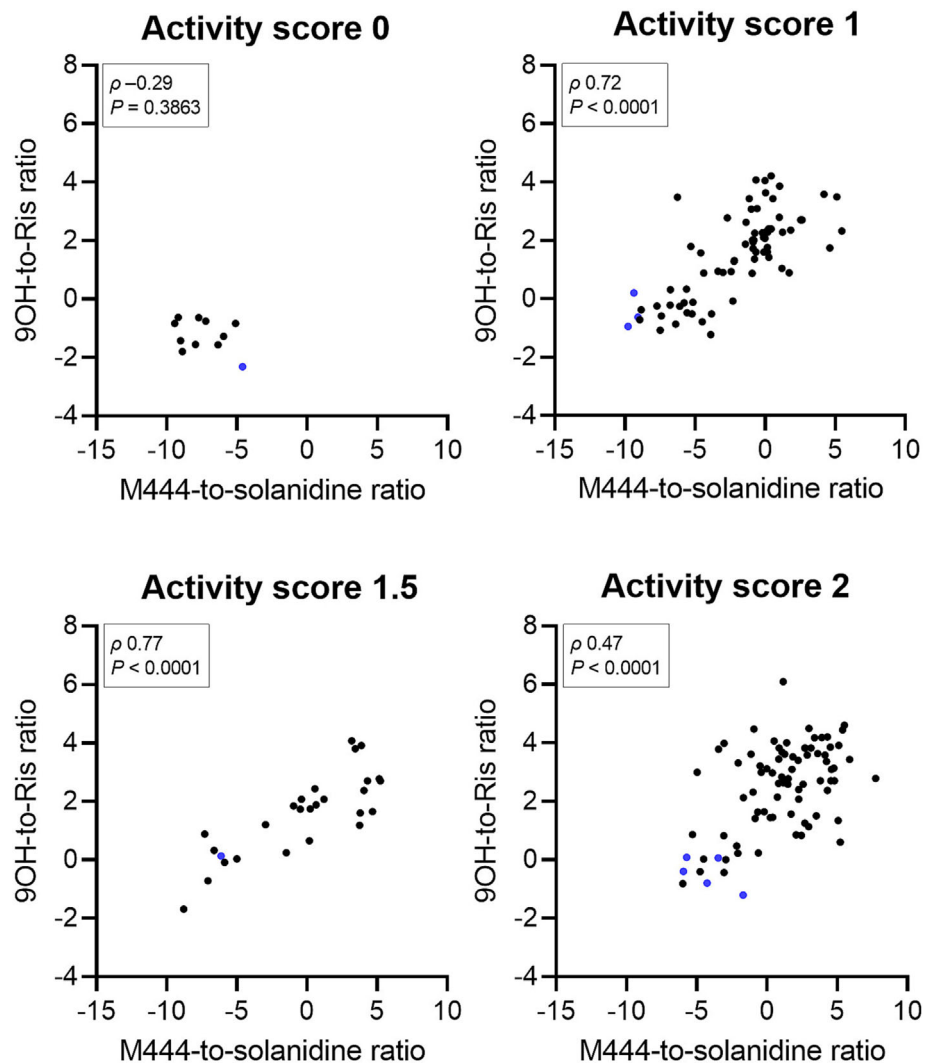 Activity score 0
ρ –0.29
P = 0.3863
8
6
4
2
0
-2
-4
9OH-to-Ris ratio
-15 -10 -5 0 5 10
M444-to-solanidine ratio
Activity score 1
ρ 0.72
P < 0.0001
8
6
4
2
0
-2
-4
9OH-to-Ris ratio
-15 -10 -5 0 5 10
M444-to-solanidine ratio
Activity score 1.5
ρ 0.77
P < 0.0001
8
6
4
2
0
-2
-4
9OH-to-Ris ratio
-15 -10 -5 0 5 10
M444-to-solanidine ratio
Activity score 2
ρ 0.47
P < 0.0001
8
6
4
2
0
-2
-4
9OH-to-Ris ratio
-15 -10 -5 0 5 10
M444-to-solanidine ratio